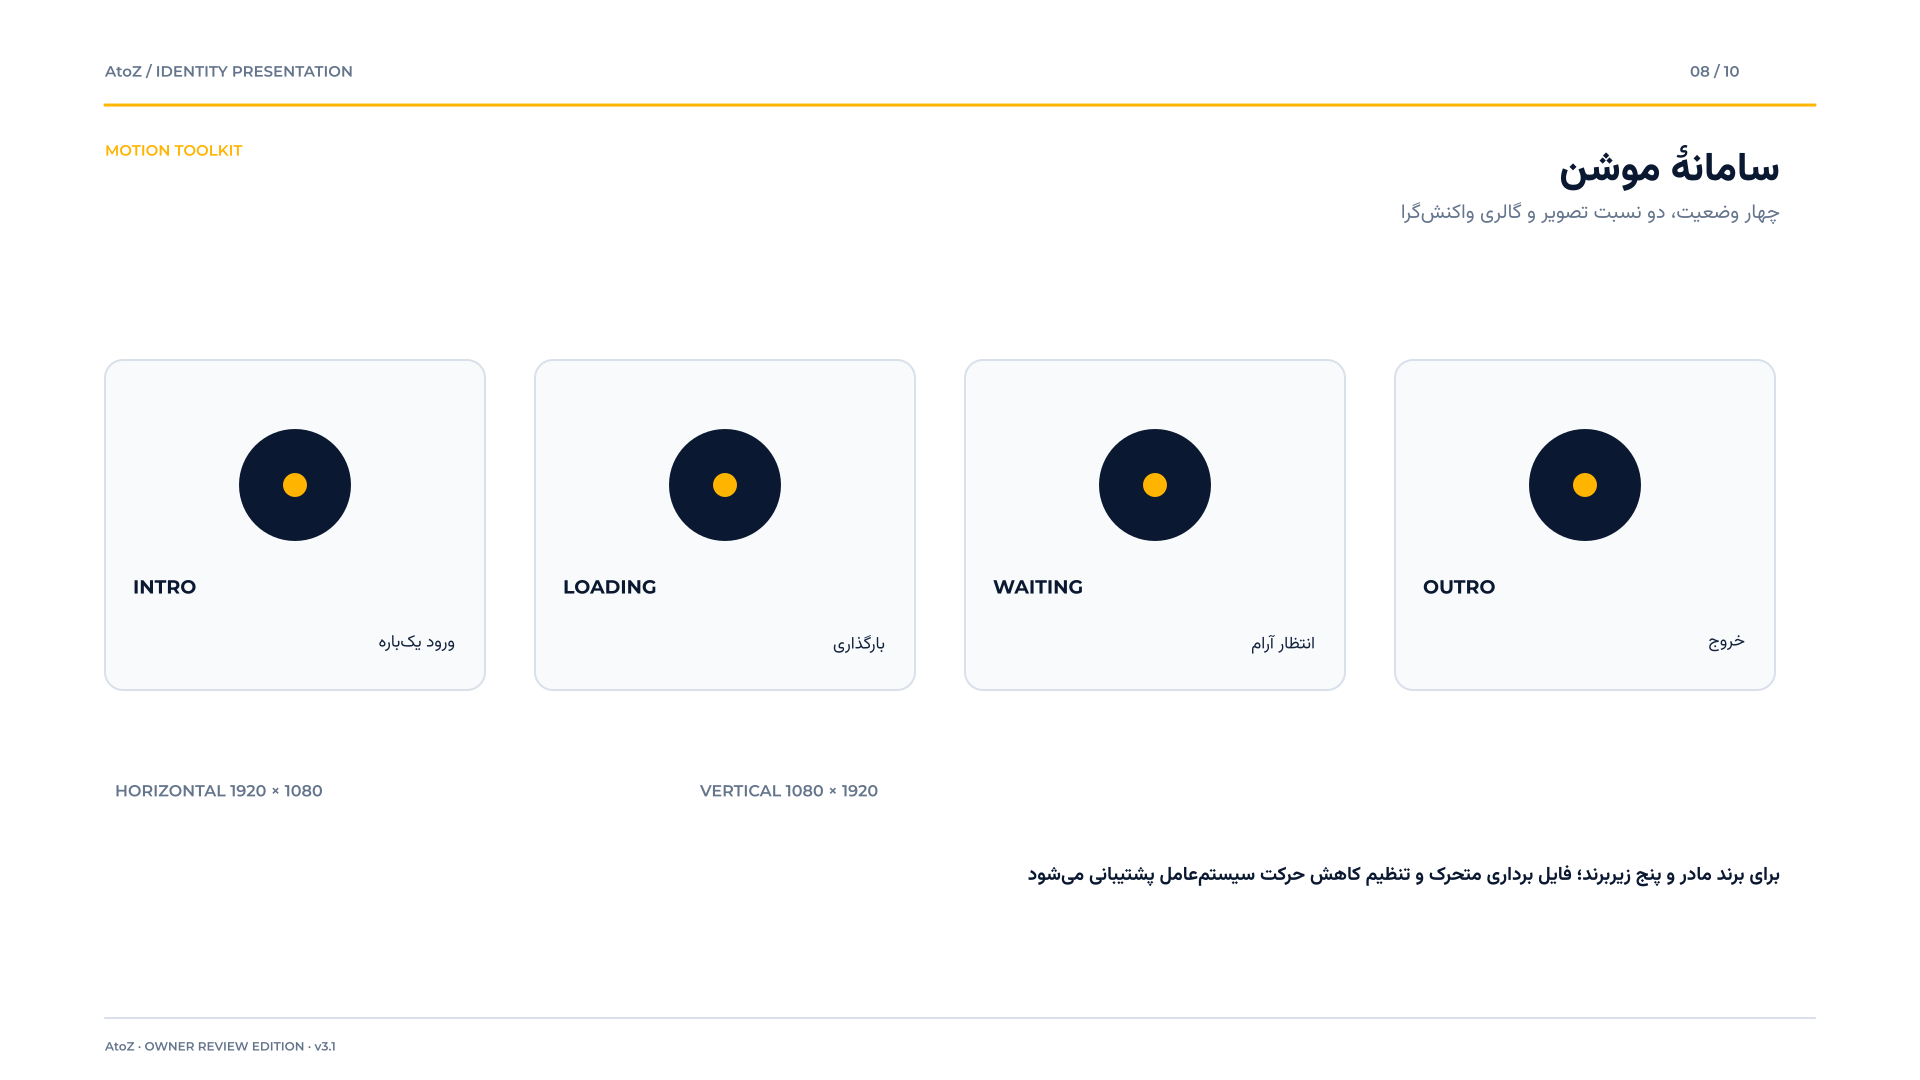 AtoZ / IDENTITY PRESENTATION
08 / 10
MOTION TOOLKIT
سامانهٔ موشن
چهار وضعیت، دو نسبت تصویر و گالری واکنش‌گرا
INTRO
ورود یک‌باره
LOADING
بارگذاری
WAITING
انتظار آرام
OUTRO
خروج
HORIZONTAL 1920 × 1080
VERTICAL 1080 × 1920
برای برند مادر و پنج زیربرند؛ فایل برداری متحرک و تنظیم کاهش حرکت سیستم‌عامل پشتیبانی می‌شود
AtoZ · OWNER REVIEW EDITION · v3.1